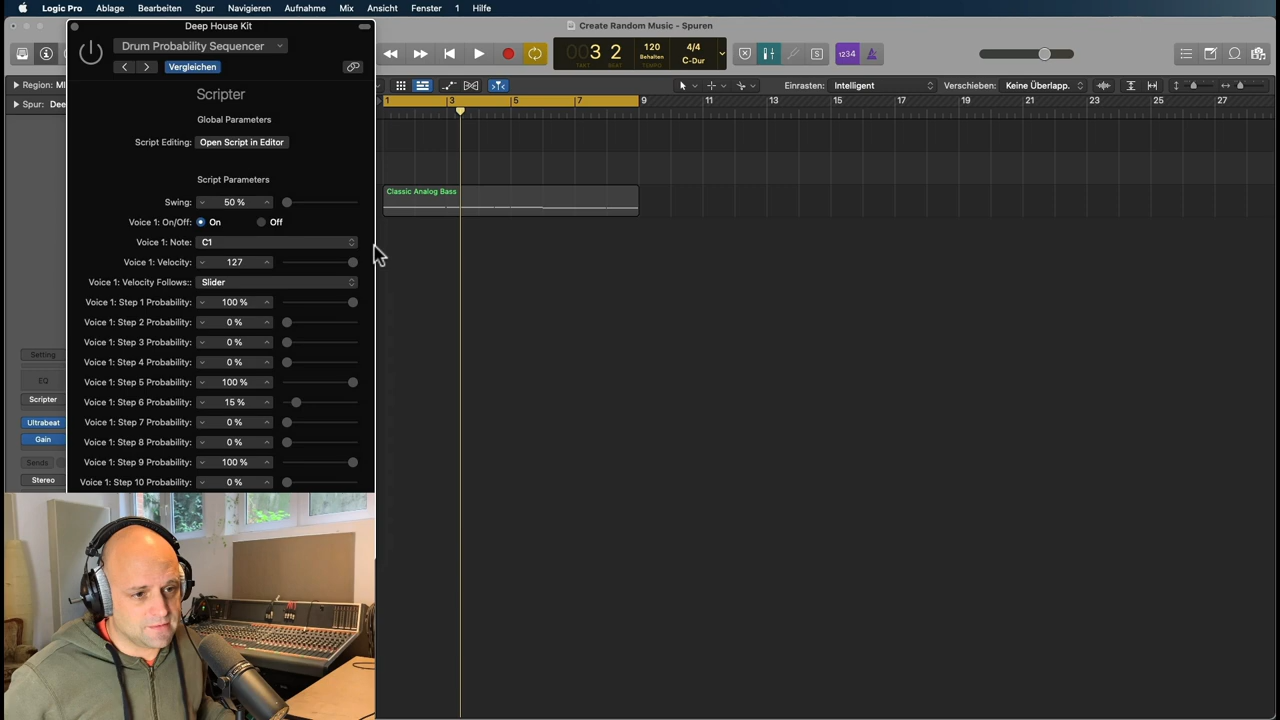 Logic Pro Ablage Bearbeiten Spur Navigieren Aufnahme Mix Ansicht Fenster 1 Hilfe
Deep House Kit
Create Random Music - Spuren
Drum Probability Sequencer
Vergleichen
3 2
TAKT BEAT
120
Behalten
TEMPO
4/4
C-Dur
S
1234
Region:
Spur: Dee
Einrasten: Intelligent
Verschieben: Keine Überlapp.
1 3 5 7 9 11 13 15 17 19 21 23 25 27
Scripter
Global Parameters
Script Editing: Open Script in Editor
Script Parameters
Swing: 50 %
Voice 1: On/Off: On Off
Voice 1: Note: C1
Voice 1: Velocity: 127
Voice 1: Velocity Follows:: Slider
Voice 1: Step 1 Probability: 100 %
Voice 1: Step 2 Probability: 0 %
Voice 1: Step 3 Probability: 0 %
Voice 1: Step 4 Probability: 0 %
Voice 1: Step 5 Probability: 100 %
Voice 1: Step 6 Probability: 15 %
Voice 1: Step 7 Probability: 0 %
Voice 1: Step 8 Probability: 0 %
Voice 1: Step 9 Probability: 100 %
Voice 1: Step 10 Probability: 0 %
Classic Analog Bass
Setting
EQ
Scripter
Ultrabeat
Gain
Sends
Stereo